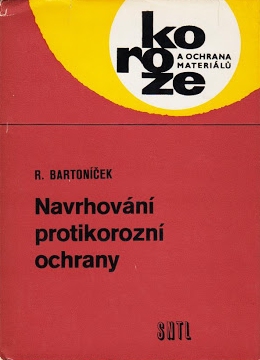 ko
ro
A OCHRANA
MATERIÁLŮ
ze
R. BARTONÍČEK
Navrhování
protikorozní
ochrany
SNTL